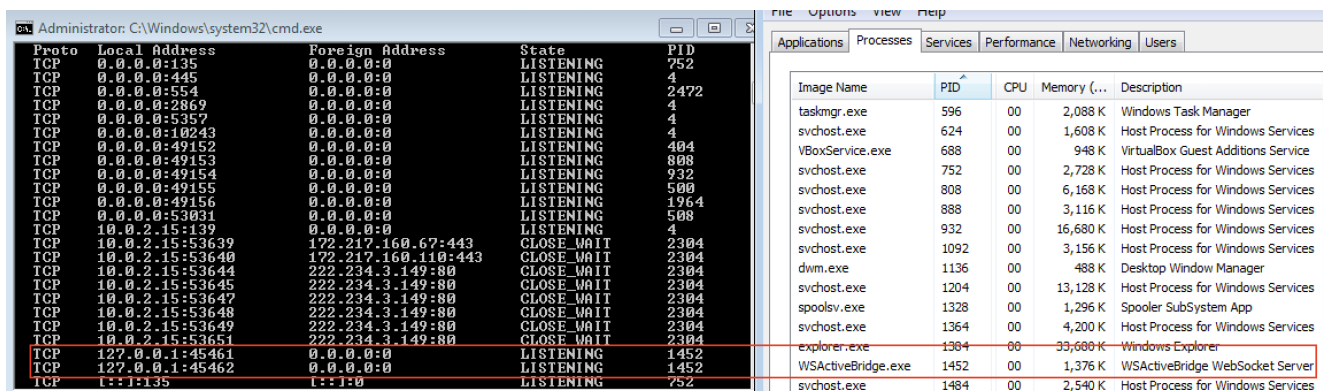 Administrator: C:\Windows\system32\cmd.exe
Proto Local Address Foreign Address State PID
TCP 0.0.0.0:135 0.0.0.0:0 LISTENING 752
TCP 0.0.0.0:445 0.0.0.0:0 LISTENING 4
TCP 0.0.0.0:554 0.0.0.0:0 LISTENING 2472
TCP 0.0.0.0:2869 0.0.0.0:0 LISTENING 4
TCP 0.0.0.0:5357 0.0.0.0:0 LISTENING 4
TCP 0.0.0.0:10243 0.0.0.0:0 LISTENING 4
TCP 0.0.0.0:49152 0.0.0.0:0 LISTENING 404
TCP 0.0.0.0:49153 0.0.0.0:0 LISTENING 808
TCP 0.0.0.0:49154 0.0.0.0:0 LISTENING 932
TCP 0.0.0.0:49155 0.0.0.0:0 LISTENING 500
TCP 0.0.0.0:49156 0.0.0.0:0 LISTENING 1964
TCP 0.0.0.0:53031 0.0.0.0:0 LISTENING 508
TCP 10.0.2.15:139 0.0.0.0:0 LISTENING 4
TCP 10.0.2.15:53639 172.217.160.67:443 CLOSE_WAIT 2304
TCP 10.0.2.15:53640 172.217.160.110:443 CLOSE_WAIT 2304
TCP 10.0.2.15:53644 222.234.3.149:80 CLOSE_WAIT 2304
TCP 10.0.2.15:53645 222.234.3.149:80 CLOSE_WAIT 2304
TCP 10.0.2.15:53647 222.234.3.149:80 CLOSE_WAIT 2304
TCP 10.0.2.15:53648 222.234.3.149:80 CLOSE_WAIT 2304
TCP 10.0.2.15:53649 222.234.3.149:80 CLOSE_WAIT 2304
TCP 10.0.2.15:53651 222.234.3.149:80 CLOSE_WAIT 2304
TCP 127.0.0.1:45461 0.0.0.0:0 LISTENING 1452
TCP 127.0.0.1:45462 0.0.0.0:0 LISTENING 1452
TCP [::]:135 [::]:0 LISTENING 752
File Options View Help
Applications Processes Services Performance Networking Users
Image Name PID CPU Memory (... Description
taskmgr.exe 596 00 2,088 K Windows Task Manager
svchost.exe 624 00 1,608 K Host Process for Windows Services
VBoxService.exe 688 00 948 K VirtualBox Guest Additions Service
svchost.exe 752 00 2,728 K Host Process for Windows Services
svchost.exe 808 00 6,168 K Host Process for Windows Services
svchost.exe 888 00 3,116 K Host Process for Windows Services
svchost.exe 932 00 16,680 K Host Process for Windows Services
svchost.exe 1092 00 3,156 K Host Process for Windows Services
dwm.exe 1136 00 488 K Desktop Window Manager
svchost.exe 1204 00 13,128 K Host Process for Windows Services
spoolsv.exe 1328 00 1,296 K Spooler SubSystem App
svchost.exe 1364 00 4,200 K Host Process for Windows Services
explorer.exe 1384 00 33,680 K Windows Explorer
WSActiveBridge.exe 1452 00 1,376 K WSActiveBridge WebSocket Server
svchost.exe 1484 00 2,540 K Host Process for Windows Services